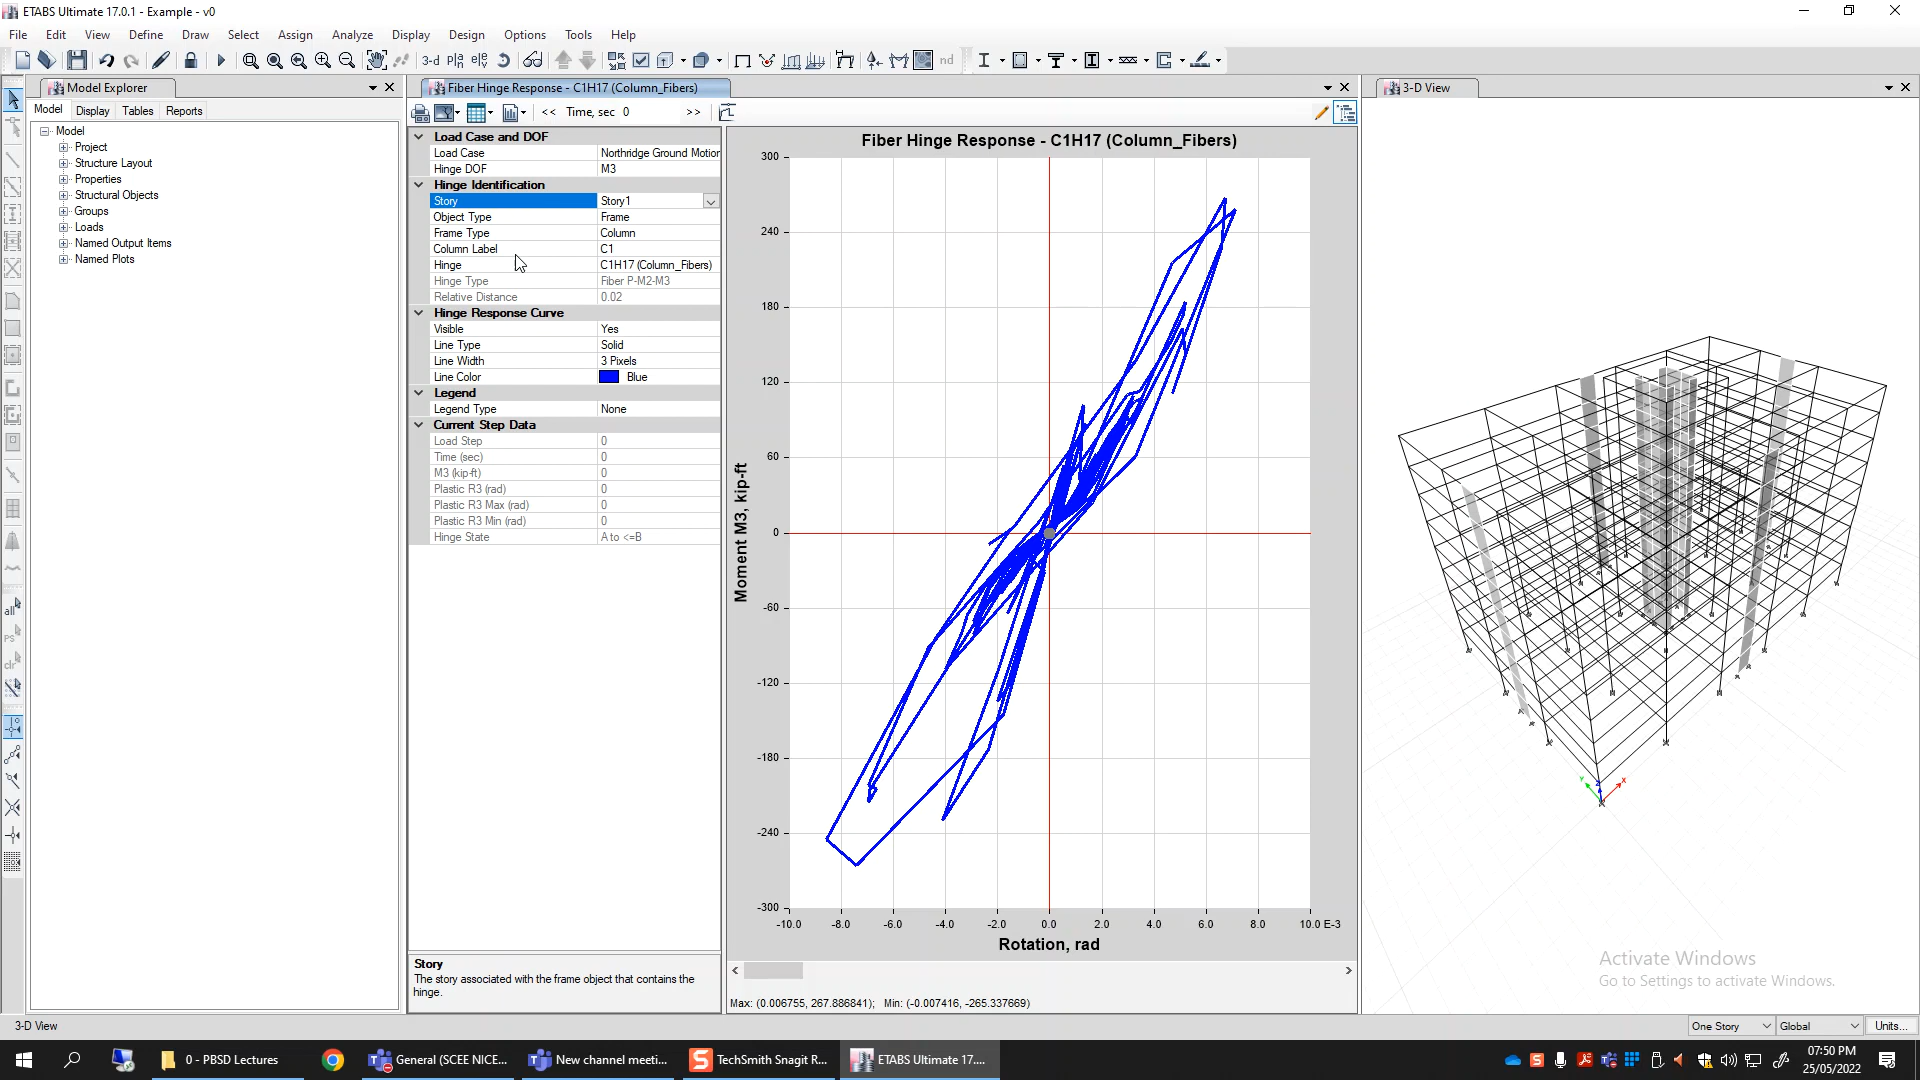 ETABS Ultimate 17.0.1 - Example - v0
File Edit View Define Draw Select Assign Analyze Display Design Options Tools Help
3-d nd
Model Explorer
Fiber Hinge Response - C1H17 (Column_Fibers)
3-D View
Model Display Tables Reports
<< Time, sec 0 >>
Model
Project
Structure Layout
Properties
Structural Objects
Groups
Loads
Named Output Items
Named Plots
Load Case and DOF
Load Case Northridge Ground Motion
Hinge DOF M3
Hinge Identification
Story Story1
Object Type Frame
Frame Type Column
Column Label C1
Hinge C1H17 (Column_Fibers)
Hinge Type Fiber P-M2-M3
Relative Distance 0.02
Hinge Response Curve
Visible Yes
Line Type Solid
Line Width 3 Pixels
Line Color Blue
Legend
Legend Type None
Current Step Data
Load Step 0
Time (sec) 0
M3 (kip-ft) 0
Plastic R3 (rad) 0
Plastic R3 Max (rad) 0
Plastic R3 Min (rad) 0
Hinge State A to <=B
Story
The story associated with the frame object that contains the
hinge.
all
ps
clr
Fiber Hinge Response - C1H17 (Column_Fibers)
300
240
180
120
60
0
-60
-120
-180
-240
-300
Moment M3, kip-ft
-10.0 -8.0 -6.0 -4.0 -2.0 0.0 2.0 4.0 6.0 8.0 10.0 E-3
Rotation, rad
Max: (0.006755, 267.886841); Min: (-0.007416, -265.337669)
Y Z X
Activate Windows
Go to Settings to activate Windows.
3-D View
One Story Global Units...
0 - PBSD Lectures
General (SCEE NICE...
New channel meeti...
TechSmith Snagit R...
ETABS Ultimate 17....
07:50 PM
25/05/2022